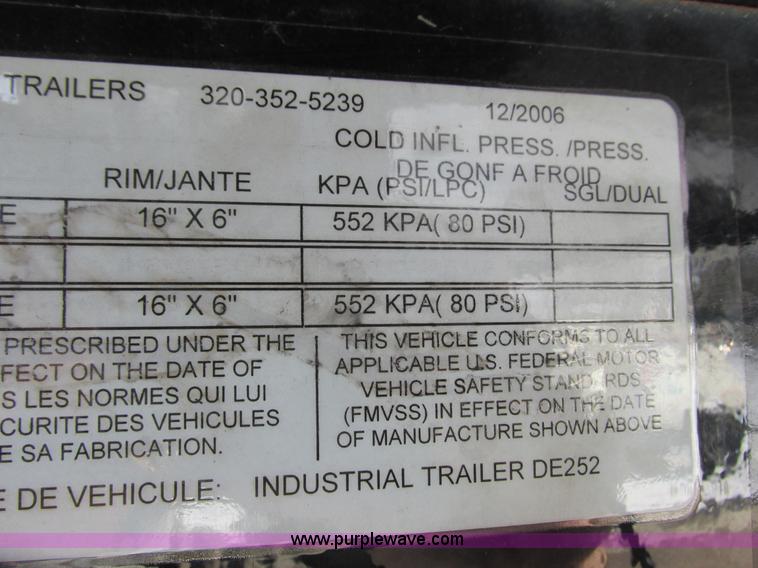 TRAILERS 320-352-5239 12/2006
COLD INFL. PRESS. /PRESS.
DE GONF A FROID
RIM/JANTE KPA (PSI/LPC) SGL/DUAL
E 16" X 6" 552 KPA( 80 PSI)
E 16" X 6" 552 KPA( 80 PSI)
PRESCRIBED UNDER THE
FFECT ON THE DATE OF
S LES NORMES QUI LUI
CURITE DES VEHICULES
E SA FABRICATION.
THIS VEHICLE CONFORMS TO ALL
APPLICABLE U.S. FEDERAL MOTOR
VEHICLE SAFETY STANDARDS
(FMVSS) IN EFFECT ON THE DATE
OF MANUFACTURE SHOWN ABOVE
E DE VEHICULE: INDUSTRIAL TRAILER DE252
www.purplewave.com